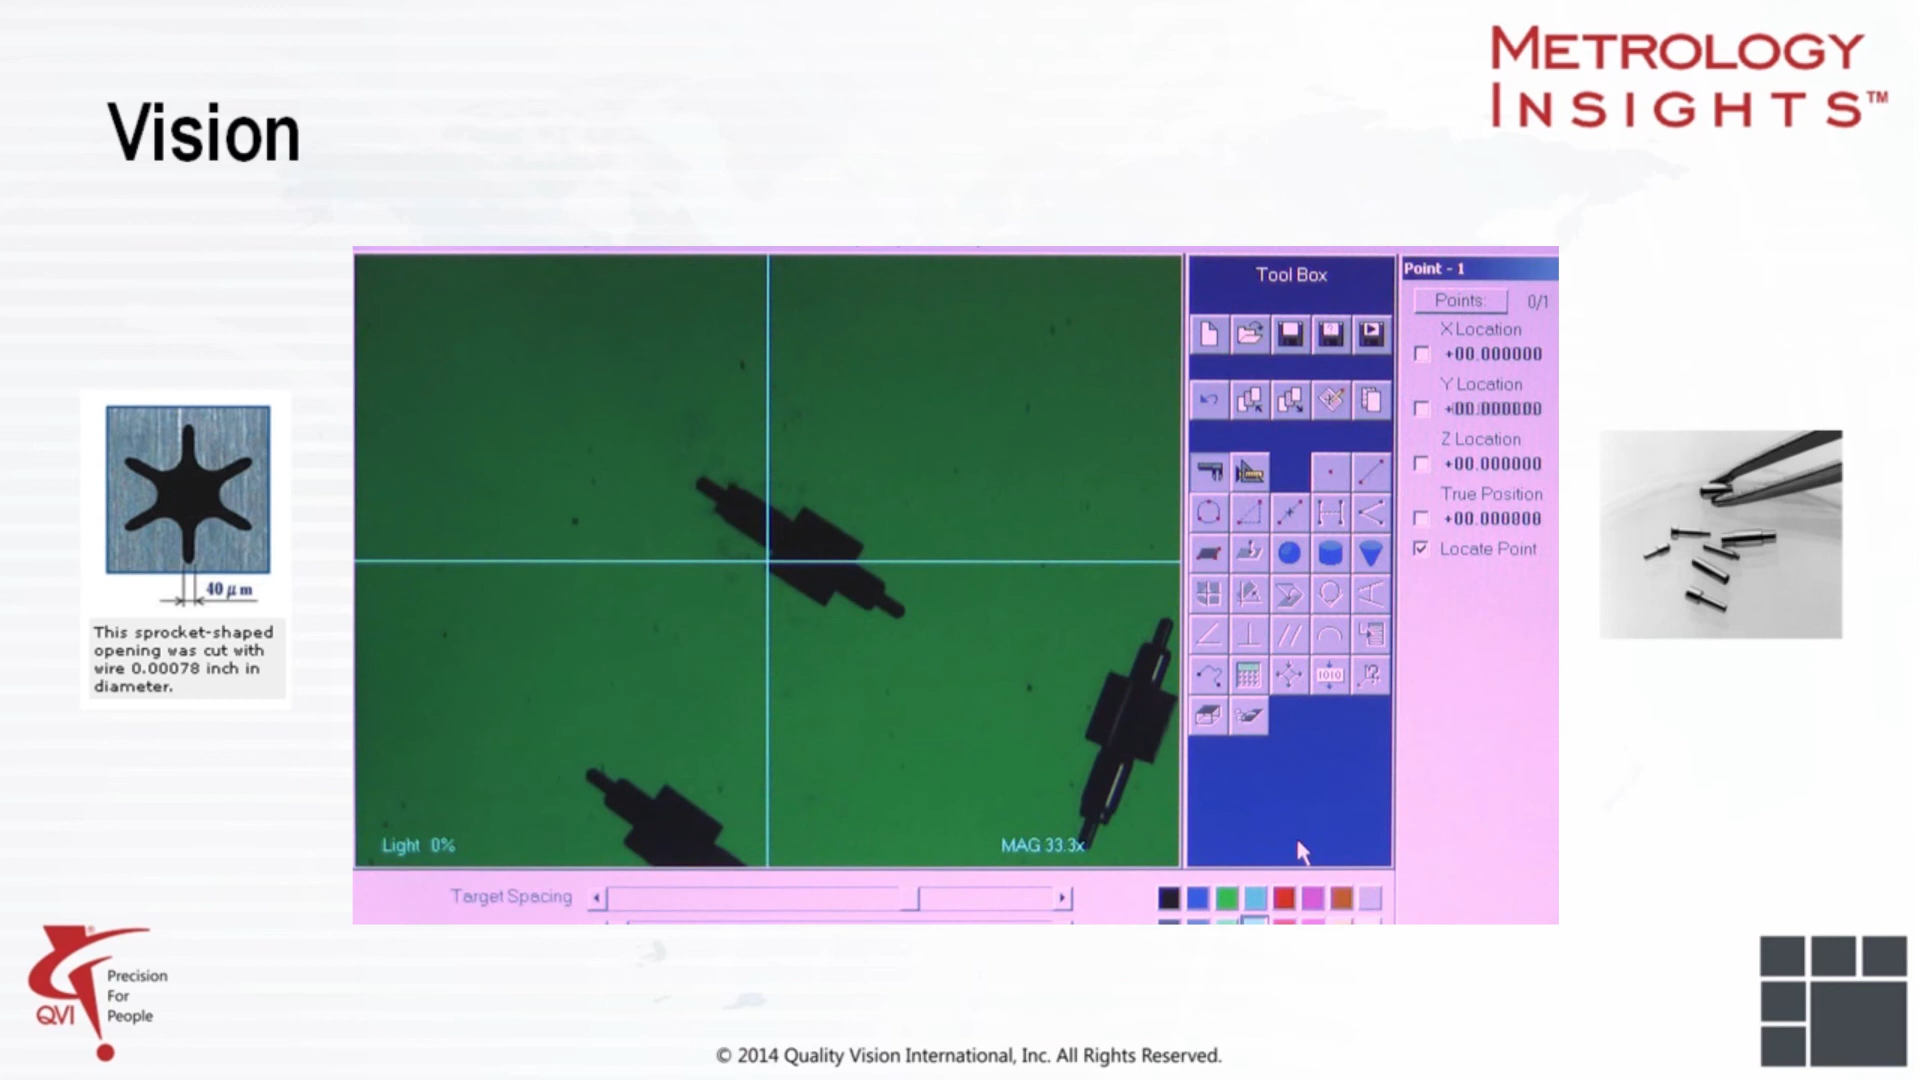 METROLOGY
INSIGHTS™
Vision
Tool Box
Point - 1
Points: 0/1
X Location
+00.000000
Y Location
+00.000000
Z Location
+00.000000
True Position
+00.000000
Locate Point
1010
40 μm
This sprocket-shaped
opening was cut with
wire 0.00078 inch in
diameter.
Light 0%
MAG 33.3x
Target Spacing
QVI
®
Precision
For
People
© 2014 Quality Vision International, Inc. All Rights Reserved.